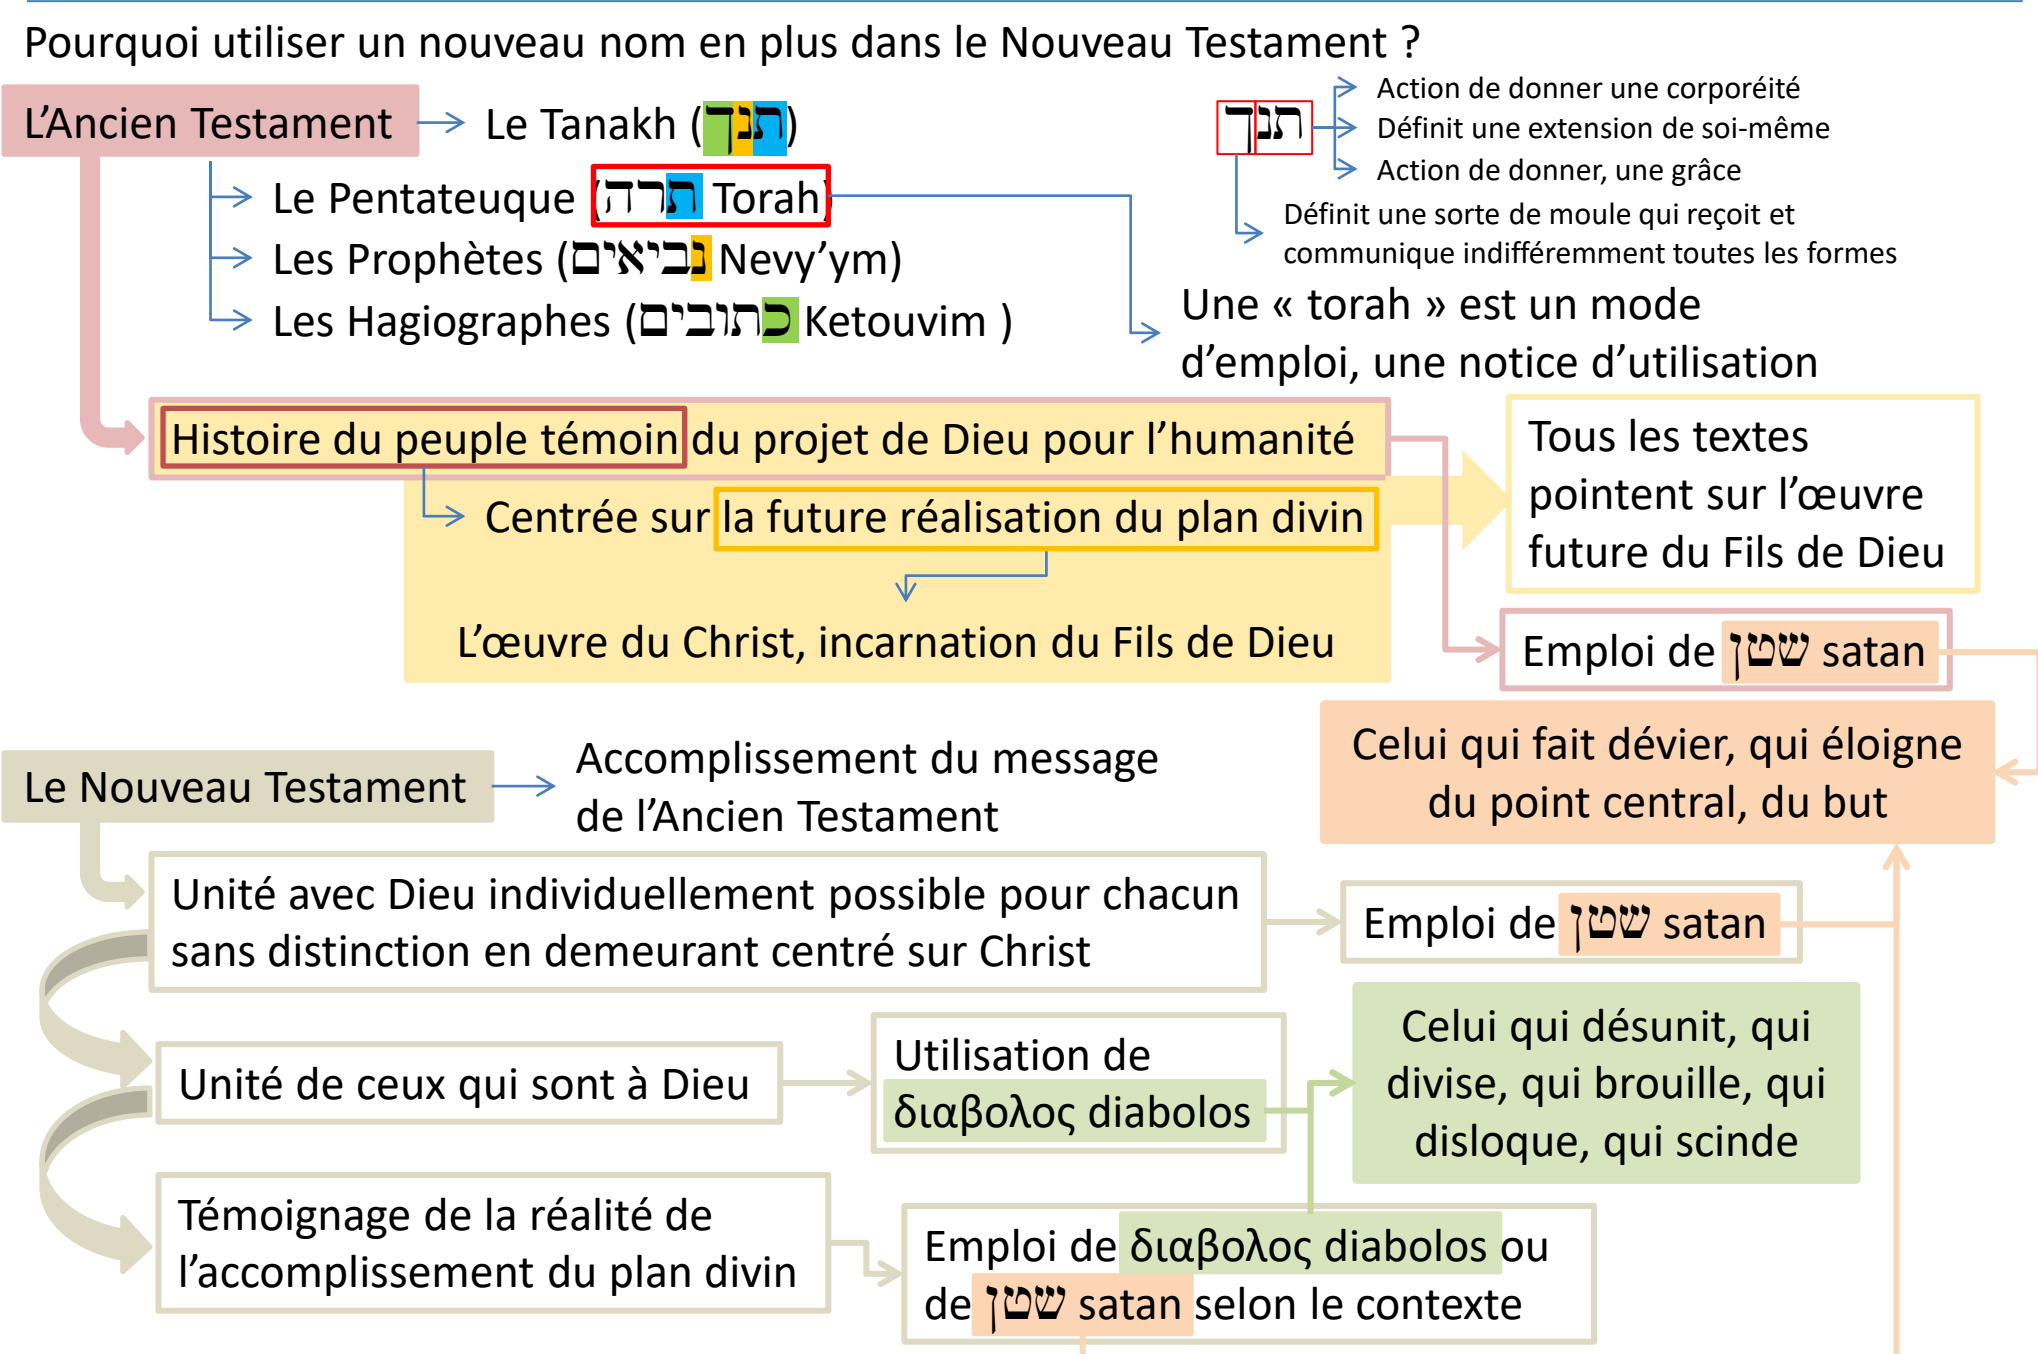 Pourquoi utiliser un nouveau nom en plus dans le Nouveau Testament ?
L’Ancien Testament
Le Tanakh (תנך)
Le Pentateuque (תרה Torah)
Les Prophètes (נביאים Nevy’ym)
Les Hagiographes (כתובים Ketouvim )
תנך
Action de donner une corporéité
Définit une extension de soi-même
Action de donner, une grâce
Définit une sorte de moule qui reçoit et
communique indifféremment toutes les formes
Une « torah » est un mode
d’emploi, une notice d’utilisation
Histoire du peuple témoin du projet de Dieu pour l’humanité
Centrée sur la future réalisation du plan divin
L’œuvre du Christ, incarnation du Fils de Dieu
Tous les textes
pointent sur l’œuvre
future du Fils de Dieu
Emploi de שטן satan
Celui qui fait dévier, qui éloigne
du point central, du but
Le Nouveau Testament
Accomplissement du message
de l’Ancien Testament
Unité avec Dieu individuellement possible pour chacun
sans distinction en demeurant centré sur Christ
Emploi de שטן satan
Unité de ceux qui sont à Dieu
Utilisation de
διαβολος diabolos
Celui qui désunit, qui
divise, qui brouille, qui
disloque, qui scinde
Témoignage de la réalité de
l’accomplissement du plan divin
Emploi de διαβολος diabolos ou
de שטן satan selon le contexte